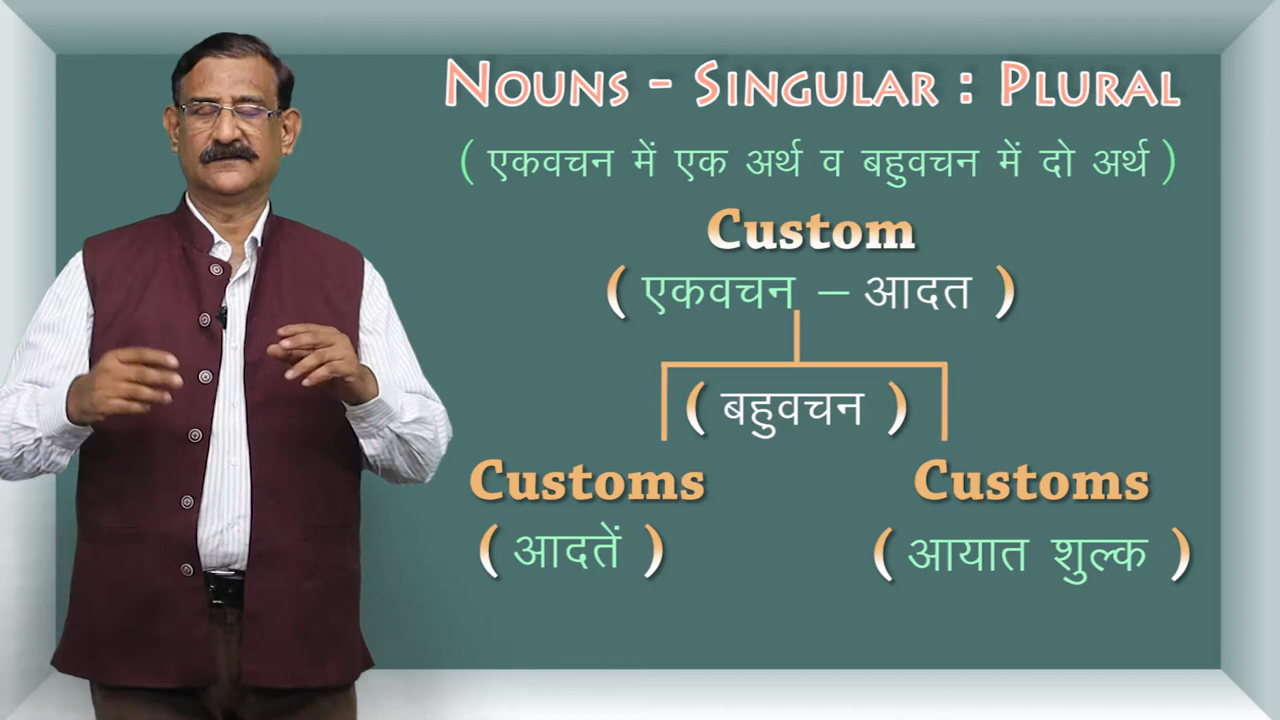 NOUNS - SINGULAR : PLURAL
( एकवचन में एक अर्थ व बहुवचन में दो अर्थ )
Custom
( एकवचन – आदत )
( बहुवचन )
Customs Customs
( आदतें ) ( आयात शुल्क )